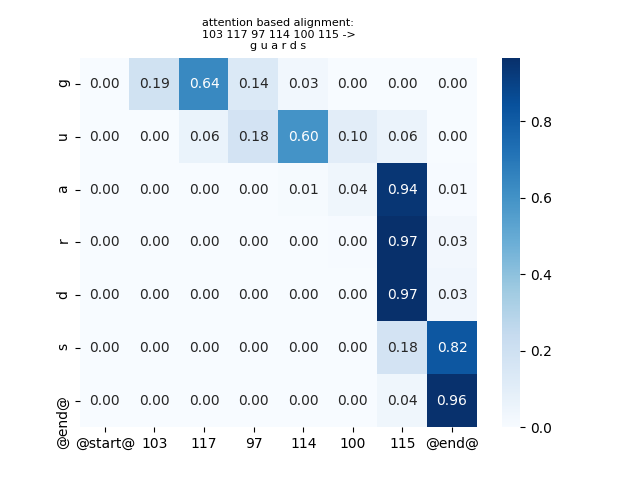 attention based alignment:
103 117 97 114 100 115 ->
g u a r d s
g 0.00 0.19 0.64 0.14 0.03 0.00 0.00 0.00
u 0.00 0.00 0.06 0.18 0.60 0.10 0.06 0.00
a 0.00 0.00 0.00 0.00 0.01 0.04 0.94 0.01
r 0.00 0.00 0.00 0.00 0.00 0.00 0.97 0.03
d 0.00 0.00 0.00 0.00 0.00 0.00 0.97 0.03
s 0.00 0.00 0.00 0.00 0.00 0.00 0.18 0.82
@end@ 0.00 0.00 0.00 0.00 0.00 0.00 0.04 0.96
@start@ 103 117 97 114 100 115 @end@
0.8
0.6
0.4
0.2
0.0